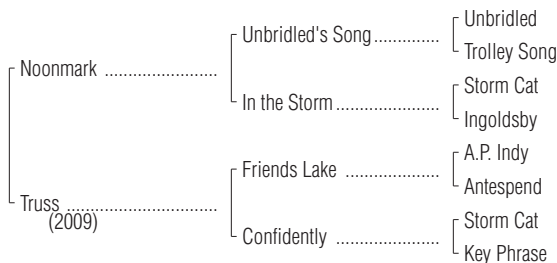 Unbridled
Unbridled's Song..............
Trolley Song
Noonmark ........................
Storm Cat
In the Storm ......................
Ingoldsby
A.P. Indy
Friends Lake ....................
Antespend
Truss ................................
(2009)
Storm Cat
Confidently ......................
Key Phrase